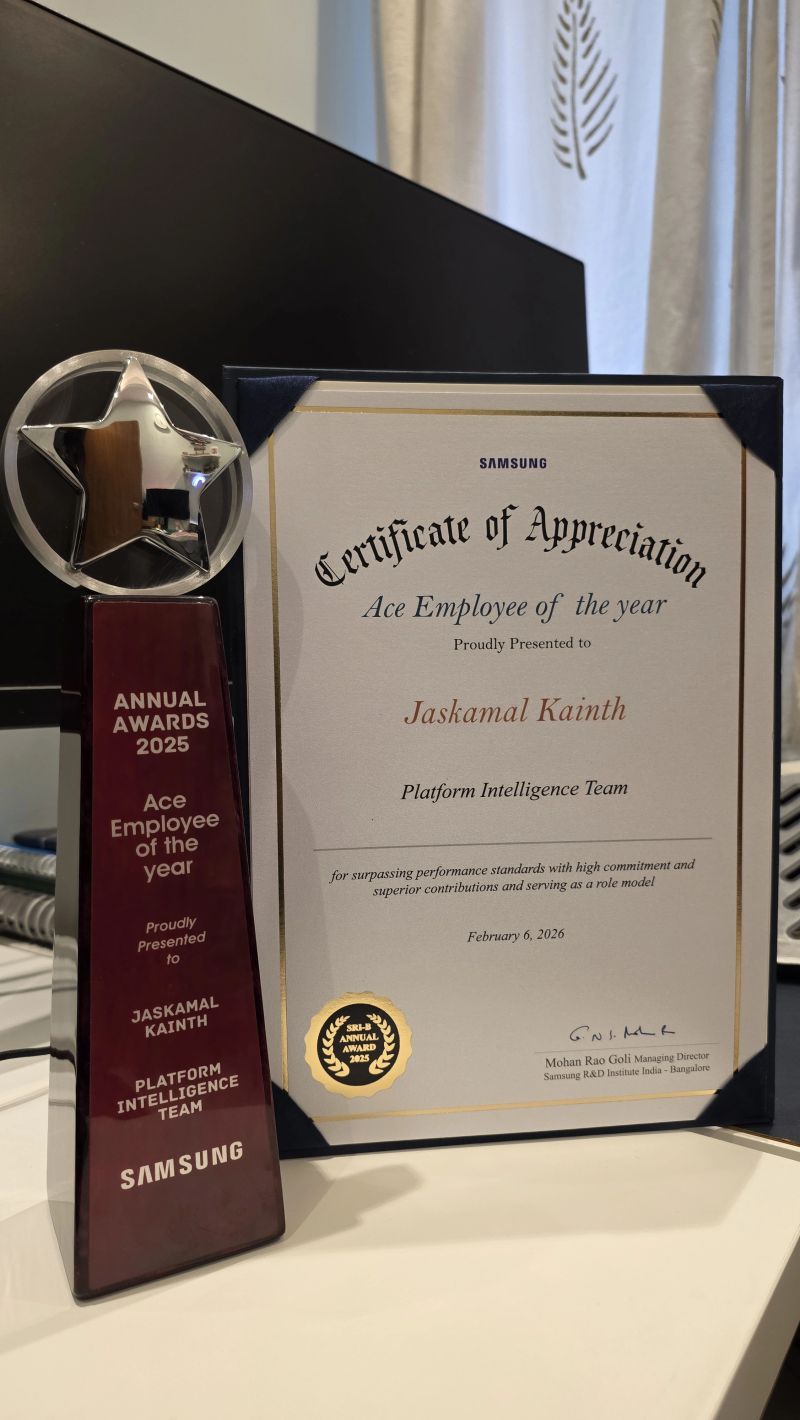 ANNUAL
AWARDS
2025
Ace
Employee
of the
year
Proudly
Presented
to
JASKAMAL
KAINTH
PLATFORM
INTELLIGENCE
TEAM
SAMSUNG
SAMSUNG
Certificate of Appreciation
Ace Employee of the year
Proudly Presented to
Jaskamal Kainth
Platform Intelligence Team
for surpassing performance standards with high commitment and
superior contributions and serving as a role model
February 6, 2026
SRI-B
ANNUAL
AWARD
2025
Mohan Rao Goli Managing Director
Samsung R&D Institute India - Bangalore